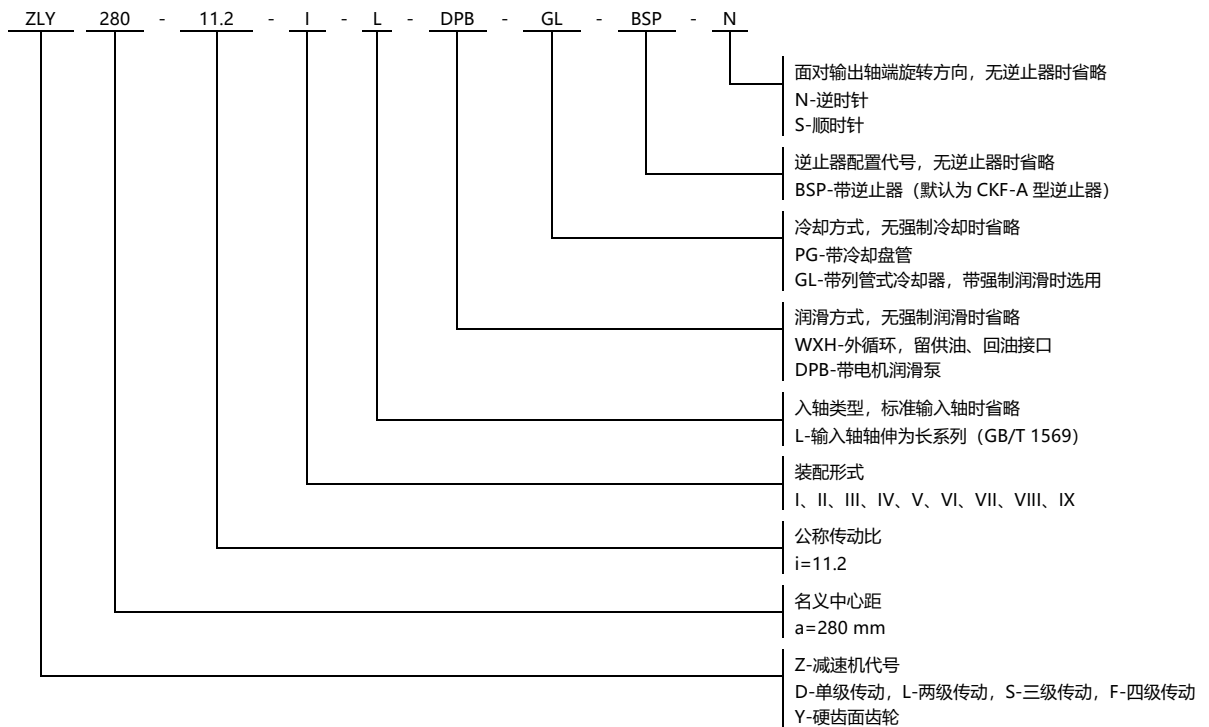 ZLY 280 - 11.2 - I - L - DPB - GL - BSP - N
面对输出轴端旋转方向，无逆止器时省略
N-逆时针
S-顺时针
逆止器配置代号，无逆止器时省略
BSP-带逆止器（默认为 CKF-A 型逆止器）
冷却方式，无强制冷却时省略
PG-带冷却盘管
GL-带列管式冷却器，带强制润滑时选用
润滑方式，无强制润滑时省略
WXH-外循环，留供油、回油接口
DPB-带电机润滑泵
入轴类型，标准输入轴时省略
L-输入轴轴伸为长系列（GB/T 1569）
装配形式
I、II、III、IV、V、VI、VII、VIII、IX
公称传动比
i=11.2
名义中心距
a=280 mm
Z-减速机代号
D-单级传动，L-两级传动，S-三级传动，F-四级传动
Y-硬齿面齿轮